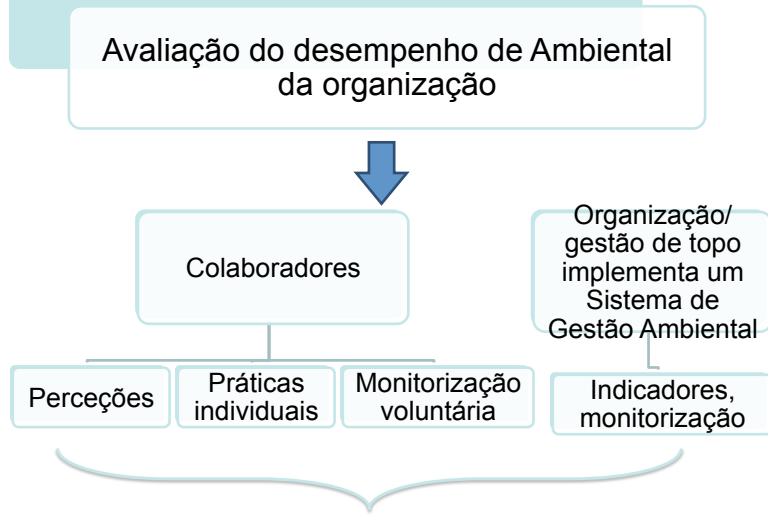 Avaliação do desempenho de Ambiental
da organização
Colaboradores
Organização/
gestão de topo
implementa um
Sistema de
Gestão Ambiental
Perceções
Práticas
individuais
Monitorização
voluntária
Indicadores,
monitorização